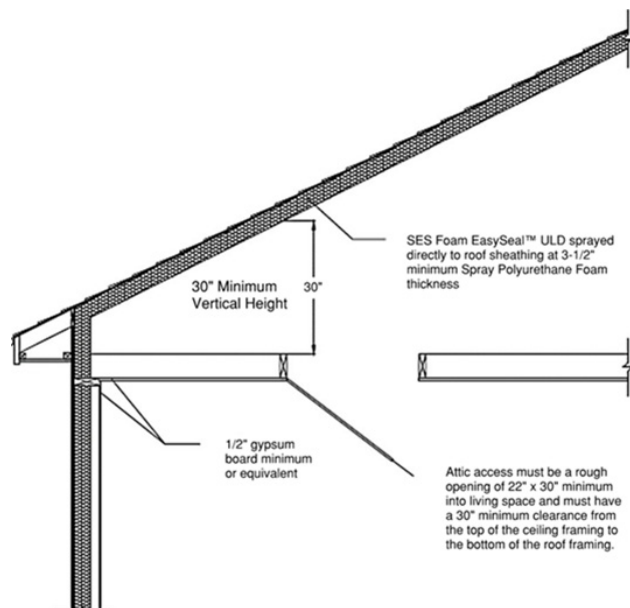 SES Foam EasySeal™ ULD sprayed
directly to roof sheathing at 3-1/2"
minimum Spray Polyurethane Foam
thickness
30" Minimum
Vertical Height
30"
1/2" gypsum
board minimum
or equivalent
Attic access must be a rough
opening of 22" x 30" minimum
into living space and must have
a 30" minimum clearance from
the top of the ceiling framing to
the bottom of the roof framing.